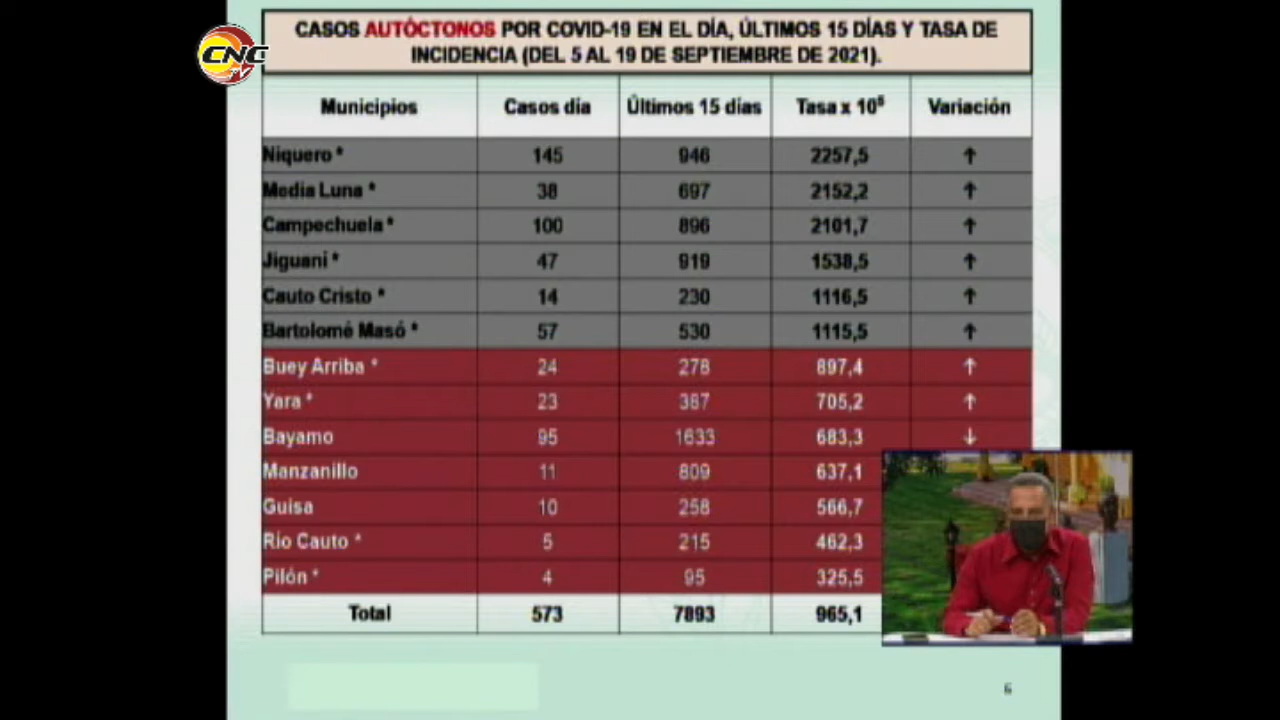 CNC
TV
CASOS AUTÓCTONOS POR COVID-19 EN EL DÍA, ÚLTIMOS 15 DÍAS Y TASA DE
INCIDENCIA (DEL 5 AL 19 DE SEPTIEMBRE DE 2021).
Municipios Casos día Últimos 15 días Tasa x 10⁵ Variación
Niquero * 145 946 2257,5 ↑
Media Luna * 38 697 2152,2 ↑
Campechuela * 100 896 2101,7 ↑
Jiguaní * 47 919 1538,5 ↑
Cauto Cristo * 14 230 1116,5 ↑
Bartolomé Masó * 57 530 1115,5 ↑
Buey Arriba * 24 278 897,4 ↑
Yara * 23 387 705,2 ↑
Bayamo 95 1633 683,3 ↓
Manzanillo 11 809 637,1
Guisa 10 258 566,7
Río Cauto * 5 215 462,3
Pilón * 4 95 325,5
Total 573 7893 965,1
6